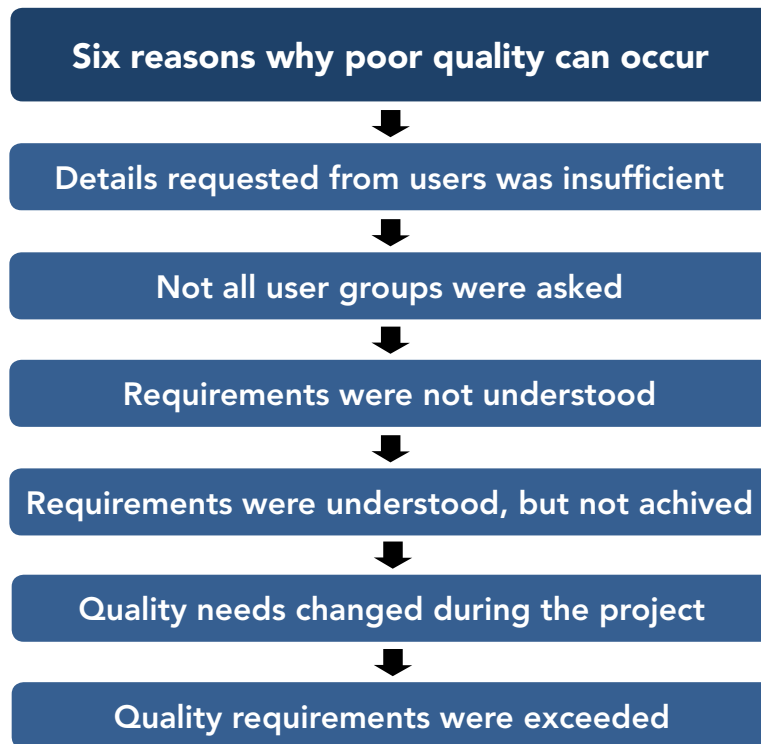 Six reasons why poor quality can occur
Details requested from users was insufficient
Not all user groups were asked
Requirements were not understood
Requirements were understood, but not achived
Quality needs changed during the project
Quality requirements were exceeded